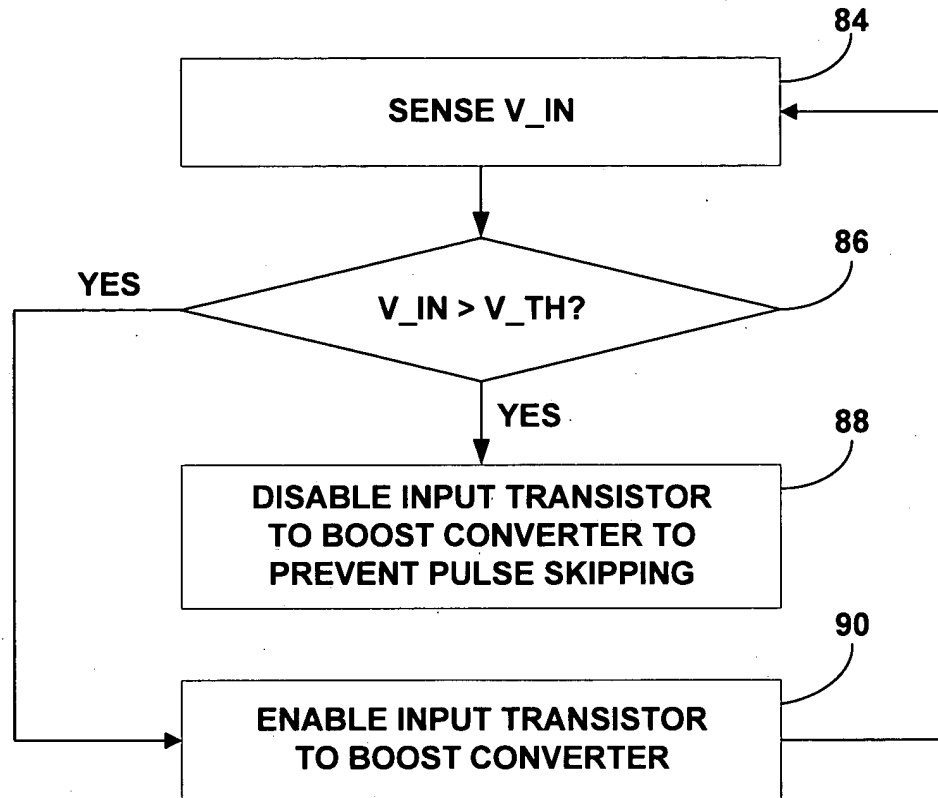 84
SENSE V_IN
86
YES
V_IN > V_TH?
YES
88
DISABLE INPUT TRANSISTOR
TO BOOST CONVERTER TO
PREVENT PULSE SKIPPING
90
ENABLE INPUT TRANSISTOR
TO BOOST CONVERTER